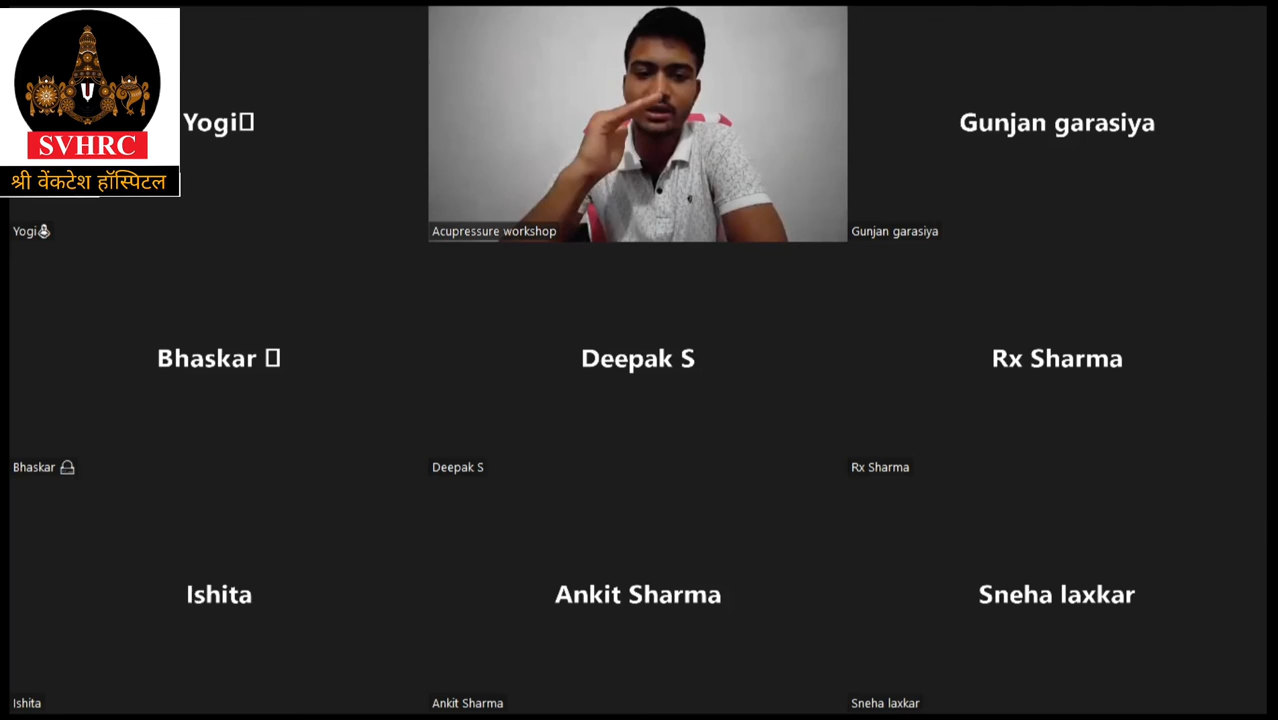 SVHRC
श्री वेंकटेश हॉस्पिटल
Yogi
Yogi
Acupressure workshop
Gunjan garasiya
Gunjan garasiya
Bhaskar
Bhaskar
Deepak S
Deepak S
Rx Sharma
Rx Sharma
Ishita
Ishita
Ankit Sharma
Ankit Sharma
Sneha laxkar
Sneha laxkar